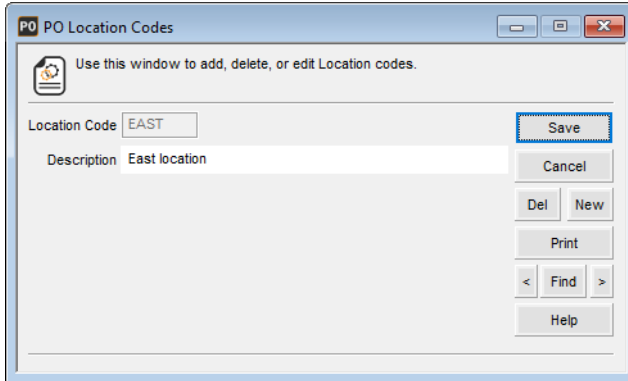 PO PO Location Codes
Use this window to add, delete, or edit Location codes.
Location Code EAST
Save
Description East location
Cancel
Del New
Print
< Find >
Help